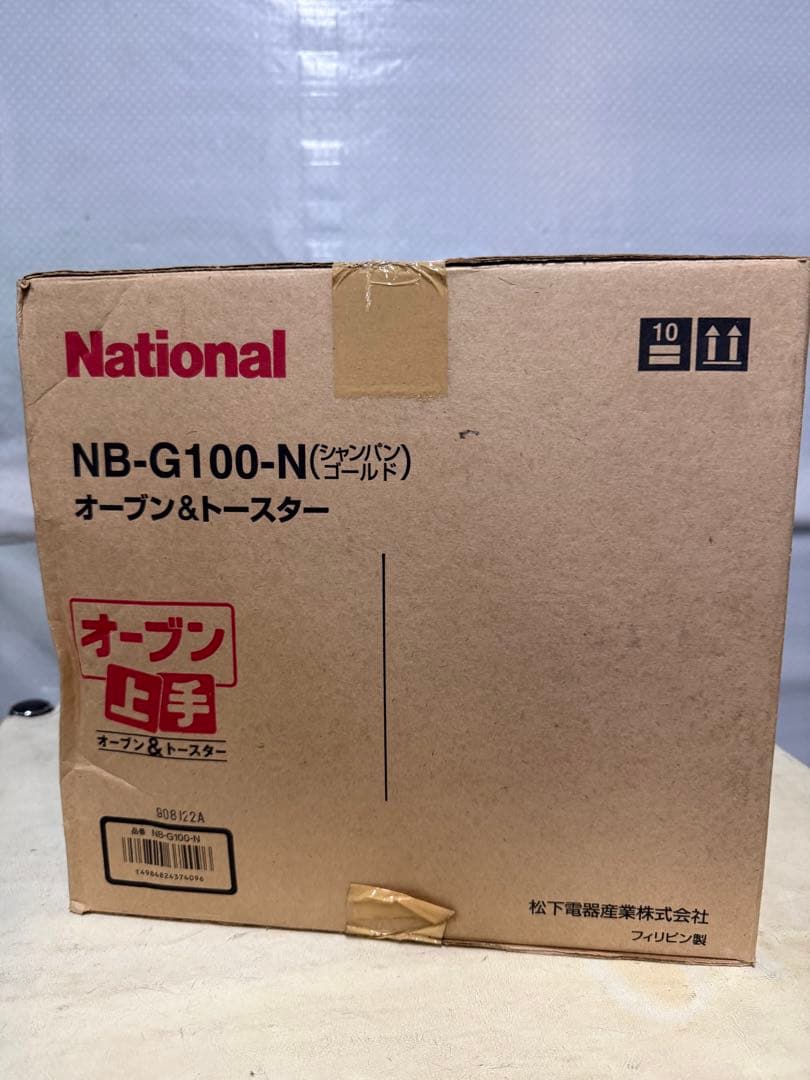 National
10
NB-G100-N(シャンパンゴールド)
オーブン&トースター
オーブン
上手
オーブン&トースター
908122A
品番 NB-G100-N
松下電器産業株式会社
フィリピン製